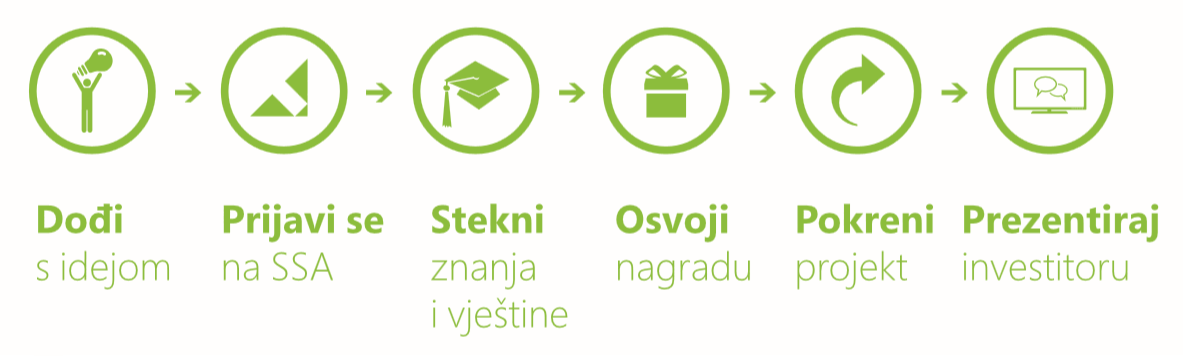 Dođi
s idejom
Prijavi se
na SSA
Stekni
znanja
i vještine
Osvoji
nagradu
Pokreni
projekt
Prezentiraj
investitoru